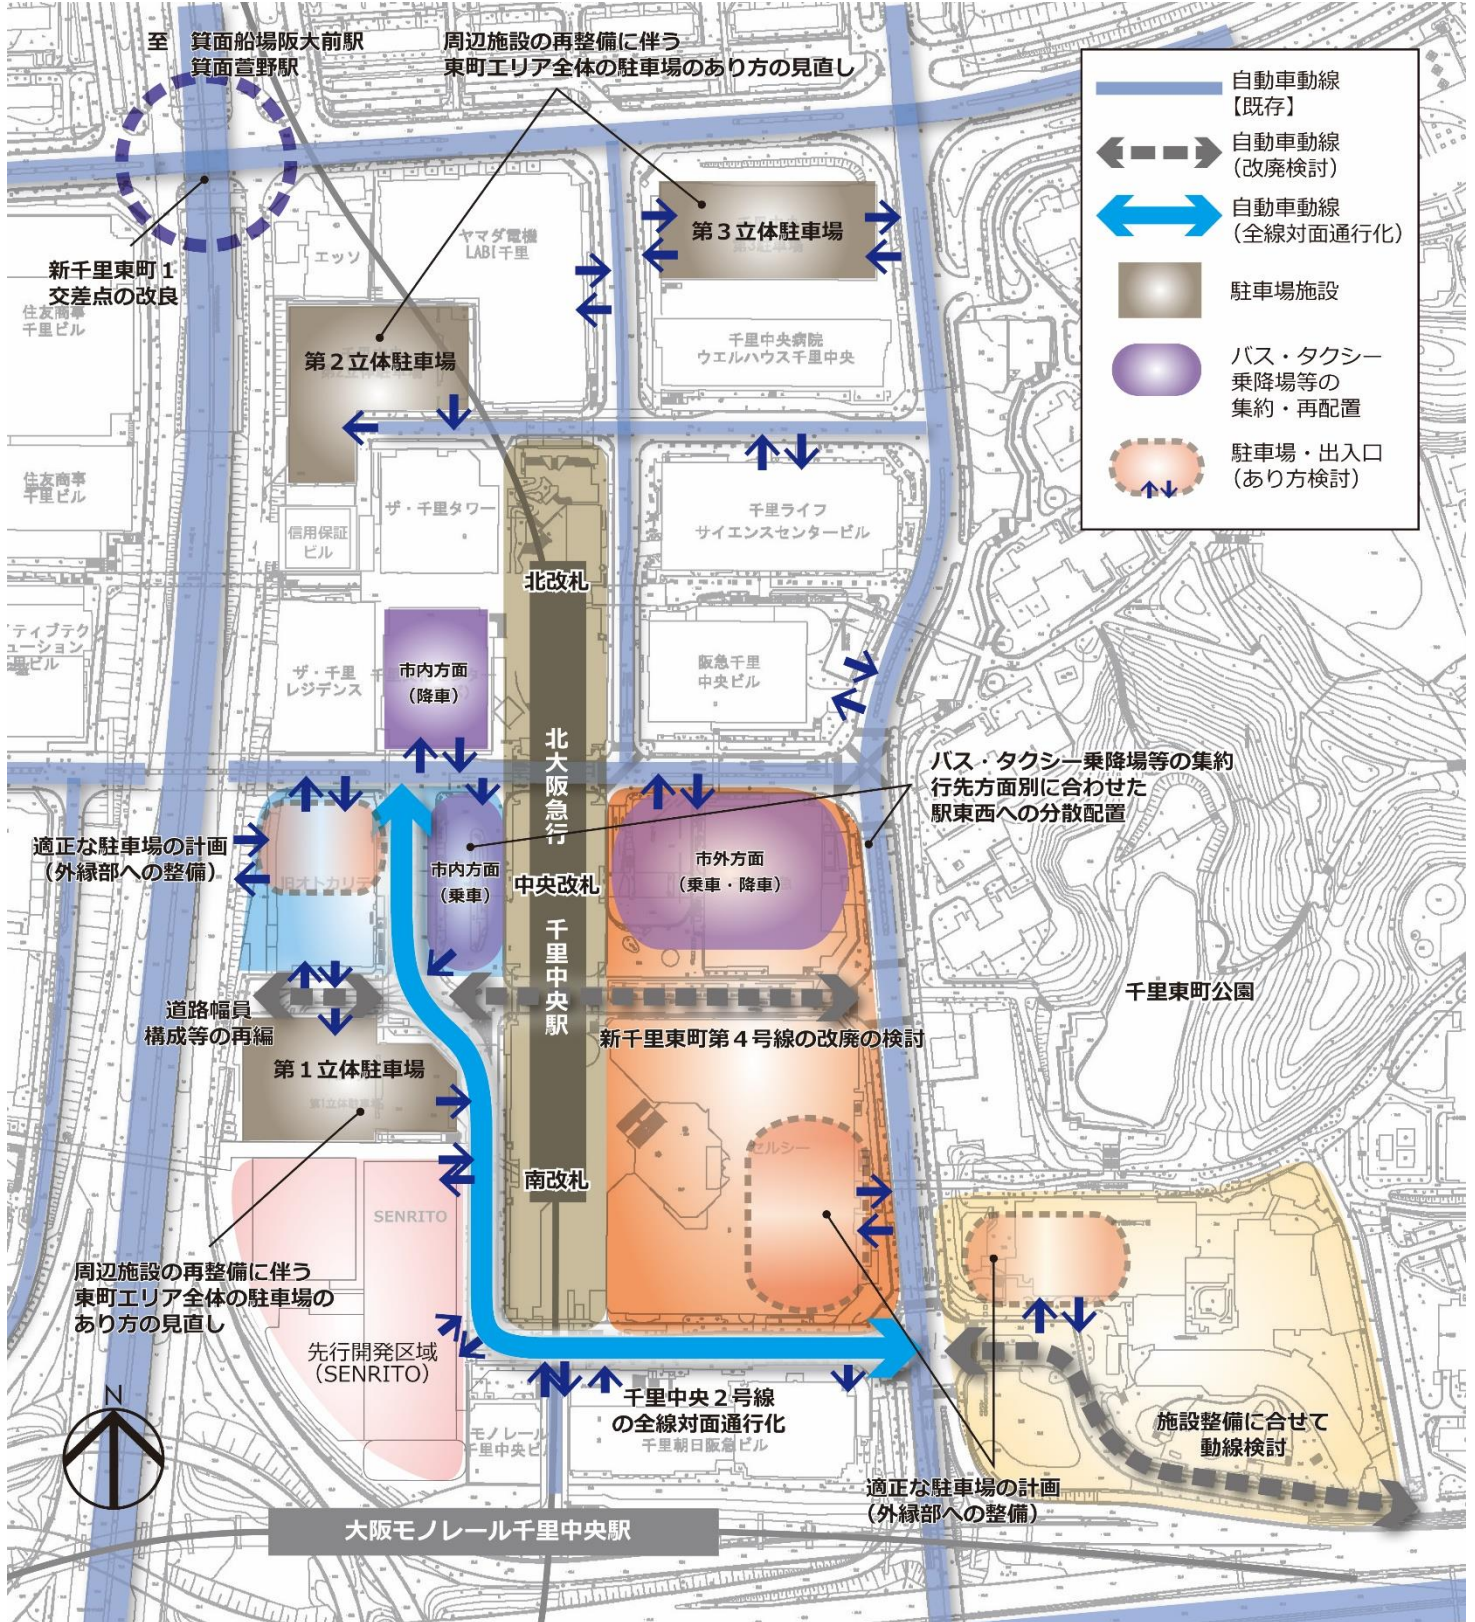 至　箕面船場阪大前駅
箕面萱野駅
周辺施設の再整備に伴う
東町エリア全体の駐車場のあり方の見直し
自動車動線
【既存】
自動車動線
（改廃検討）
自動車動線
（全線対面通行化）
駐車場施設
バス・タクシー
乗降場等の
集約・再配置
駐車場・出入口
（あり方検討）
新千里東町１
交差点の改良
住友商事
千里ビル
エッソ
ヤマダ電機
LABI千里
第３立体駐車場
千里中央病院
ウエルハウス千里中央
第２立体駐車場
住友商事
千里ビル
ザ・千里タワー
信用保証
ビル
千里ライフ
サイエンスセンタービル
北改札
ザ・千里
レジデンス
市内方面
（降車）
阪急千里
中央ビル
北大阪急行
千里中央駅
バス・タクシー乗降場等の集約
行先方面別に合わせた
駅東西への分散配置
適正な駐車場の計画
（外縁部への整備）
市内方面
（乗車）
中央改札
市外方面
（乗車・降車）
千里東町公園
道路幅員
構成等の再編
新千里東町第４号線の改廃の検討
第１立体駐車場
第1立体駐車場
セルシー
南改札
SENRITO
周辺施設の再整備に伴う
東町エリア全体の駐車場の
あり方の見直し
先行開発区域
（SENRITO）
N
千里中央２号線
の全線対面通行化
モノレール
千里中央ビル
千里朝日阪急ビル
施設整備に合せて
動線検討
適正な駐車場の計画
（外縁部への整備）
大阪モノレール千里中央駅